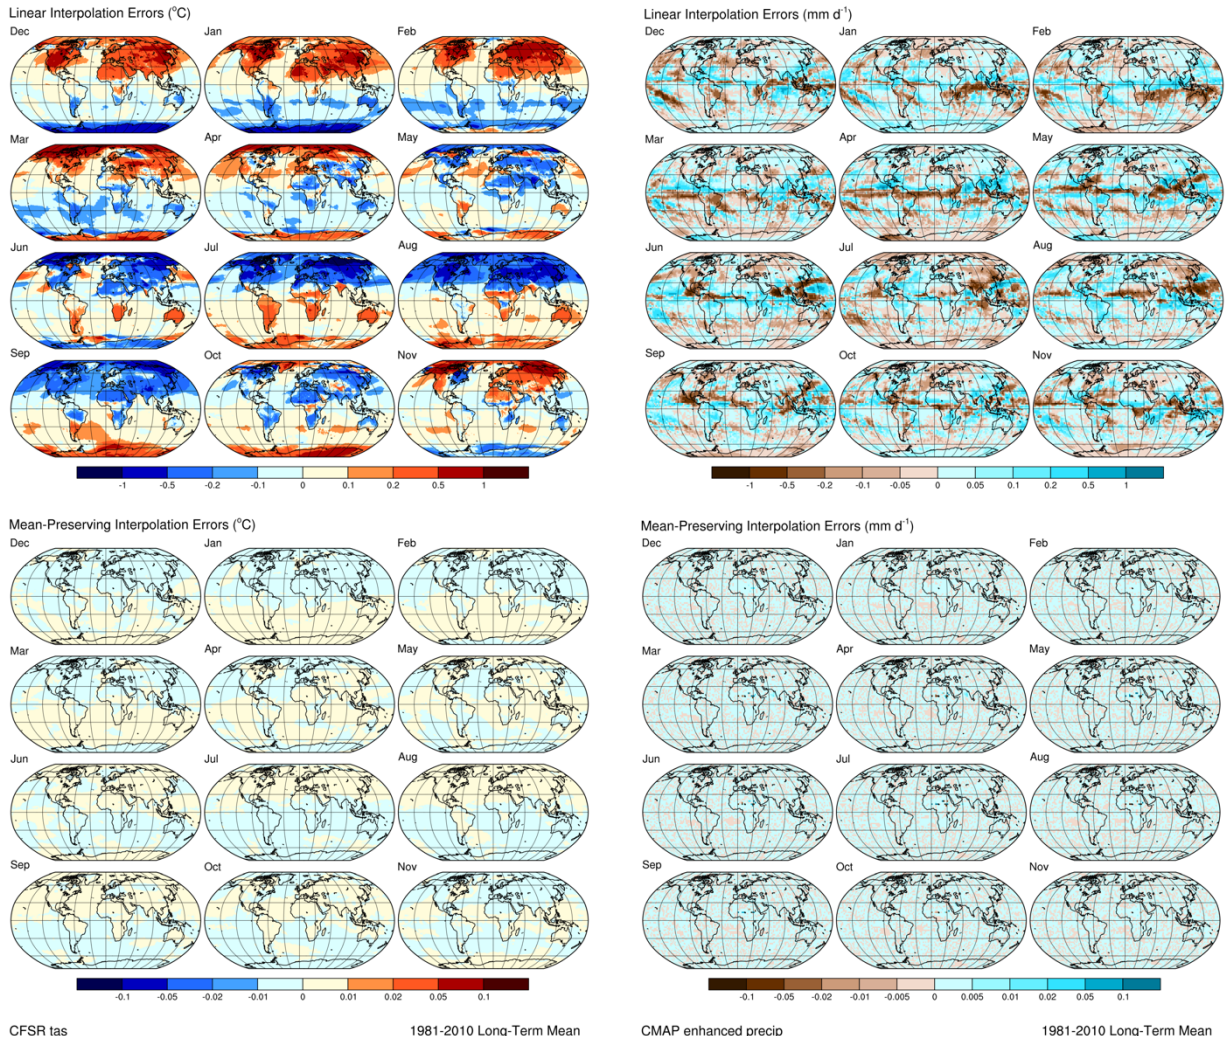 Linear Interpolation Errors (°C)
Dec Jan Feb
Mar Apr May
Jun Jul Aug
Sep Oct Nov
-1 -0.5 -0.2 -0.1 0 0.1 0.2 0.5 1
Linear Interpolation Errors (mm d⁻¹)
Dec Jan Feb
Mar Apr May
Jun Jul Aug
Sep Oct Nov
-1 -0.5 -0.2 -0.1 -0.05 0 0.05 0.1 0.2 0.5 1
Mean-Preserving Interpolation Errors (°C)
Dec Jan Feb
Mar Apr May
Jun Jul Aug
Sep Oct Nov
-0.1 -0.05 -0.02 -0.01 0 0.01 0.02 0.05 0.1
CFSR tas 1981-2010 Long-Term Mean
Mean-Preserving Interpolation Errors (mm d⁻¹)
Dec Jan Feb
Mar Apr May
Jun Jul Aug
Sep Oct Nov
-0.1 -0.05 -0.02 -0.01 -0.005 0 0.005 0.01 0.02 0.05 0.1
CMAP enhanced precip 1981-2010 Long-Term Mean